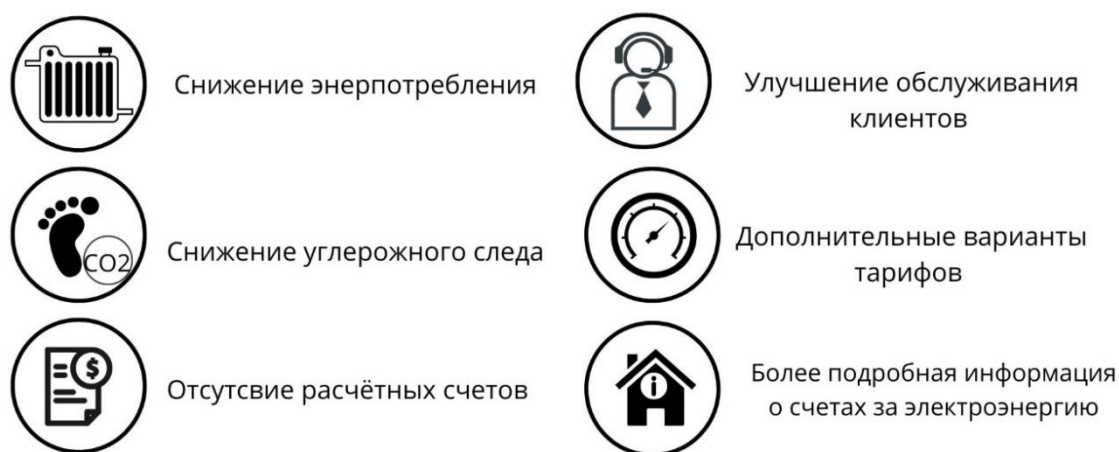 Снижение энерпотребления
Улучшение обслуживания
клиентов
CO2
Снижение углерожного следа
Дополнительные варианты
тарифов
$
Отсутсвие расчётных счетов
i
Более подробная информация
о счетах за электроэнергию